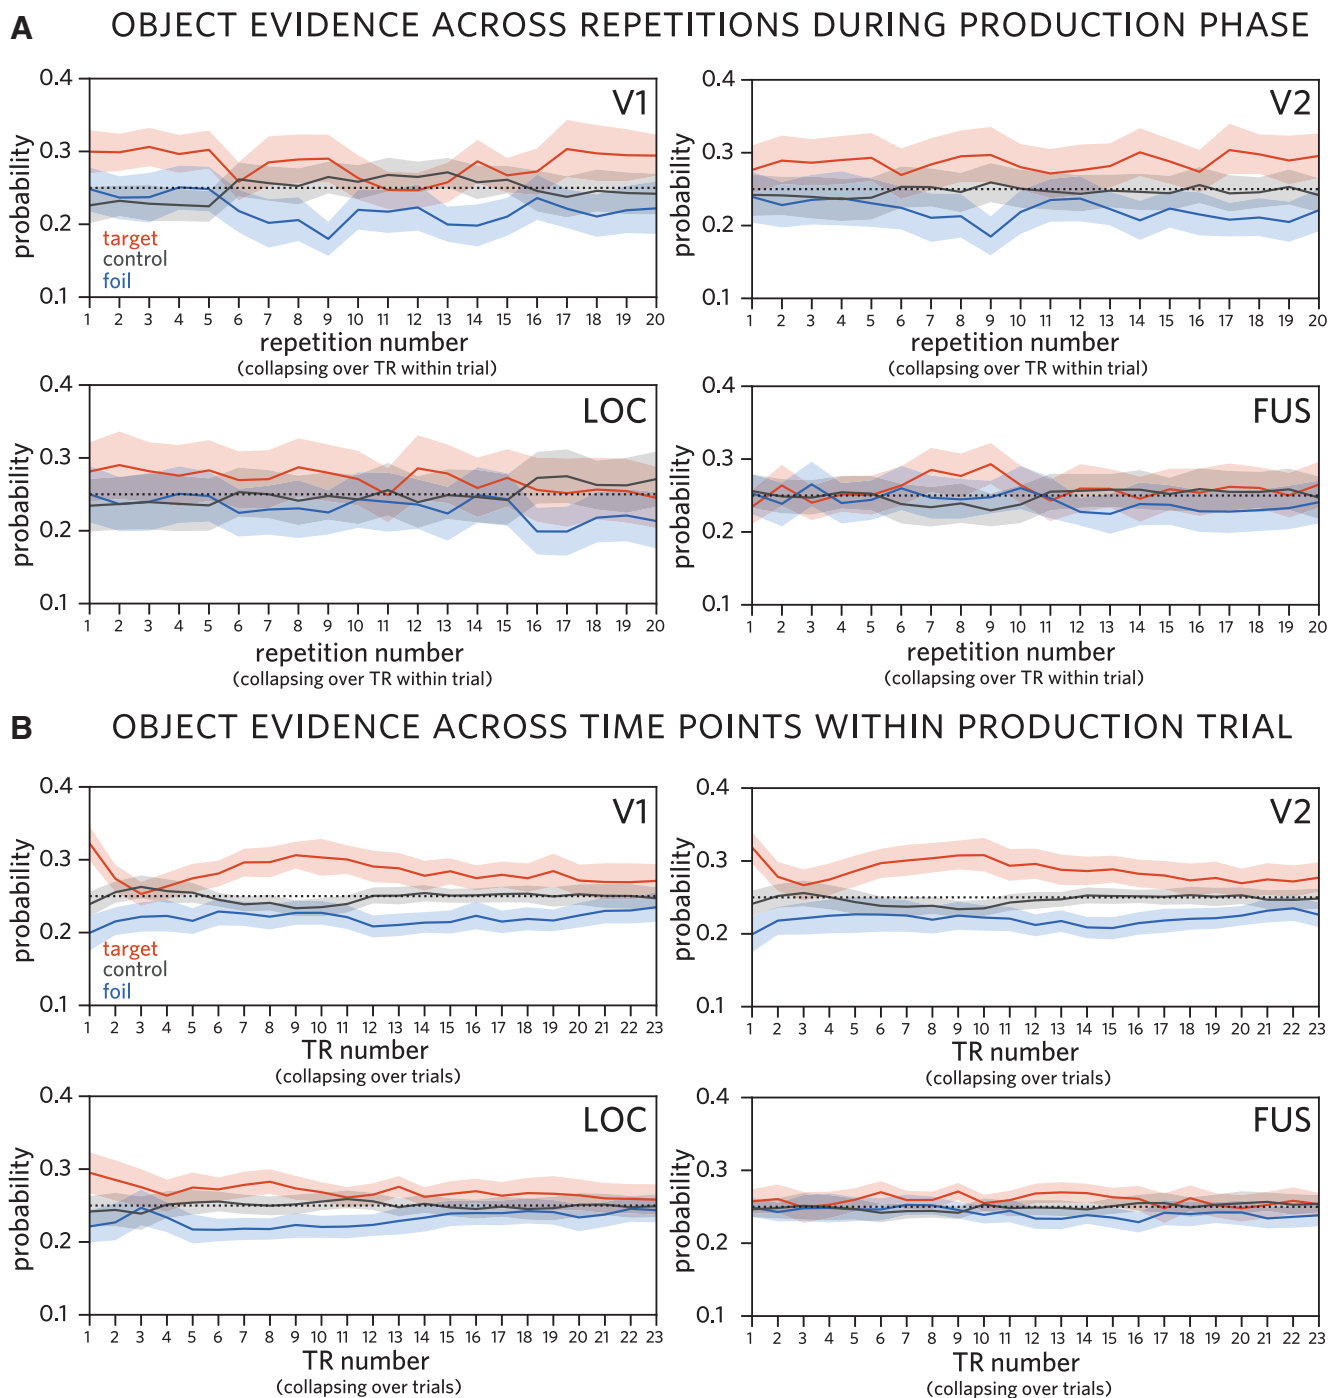 A OBJECT EVIDENCE ACROSS REPETITIONS DURING PRODUCTION PHASE
V1
probability
0.4
0.3
0.2
0.1
target
control
foil
1 2 3 4 5 6 7 8 9 10 11 12 13 14 15 16 17 18 19 20
repetition number
(collapsing over TR within trial)
V2
probability
0.4
0.3
0.2
0.1
1 2 3 4 5 6 7 8 9 10 11 12 13 14 15 16 17 18 19 20
repetition number
(collapsing over TR within trial)
LOC
probability
0.4
0.3
0.2
0.1
1 2 3 4 5 6 7 8 9 10 11 12 13 14 15 16 17 18 19 20
repetition number
(collapsing over TR within trial)
FUS
probability
0.4
0.3
0.2
0.1
1 2 3 4 5 6 7 8 9 10 11 12 13 14 15 16 17 18 19 20
repetition number
(collapsing over TR within trial)
B OBJECT EVIDENCE ACROSS TIME POINTS WITHIN PRODUCTION TRIAL
V1
probability
0.4
0.3
0.2
0.1
target
control
foil
1 2 3 4 5 6 7 8 9 10 11 12 13 14 15 16 17 18 19 20 21 22 23
TR number
(collapsing over trials)
V2
probability
0.4
0.3
0.2
0.1
1 2 3 4 5 6 7 8 9 10 11 12 13 14 15 16 17 18 19 20 21 22 23
TR number
(collapsing over trials)
LOC
probability
0.4
0.3
0.2
0.1
1 2 3 4 5 6 7 8 9 10 11 12 13 14 15 16 17 18 19 20 21 22 23
TR number
(collapsing over trials)
FUS
probability
0.4
0.3
0.2
0.1
1 2 3 4 5 6 7 8 9 10 11 12 13 14 15 16 17 18 19 20 21 22 23
TR number
(collapsing over trials)